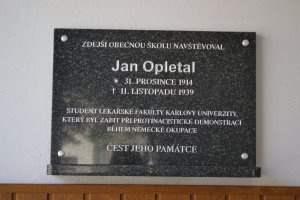 ZDEJŠÍ OBECNOU ŠKOLU NAVŠTĚVOVAL
Jan Opletal
* 31. PROSINCE 1914
† 11. LISTOPADU 1939
STUDENT LÉKAŘSKÉ FAKULTY KARLOVY UNIVERZITY,
KTERÝ BYL ZABIT PŘI PROTINACISTICKÉ DEMONSTRACI
BĚHEM NĚMECKÉ OKUPACE
ČEST JEHO PAMÁTCE